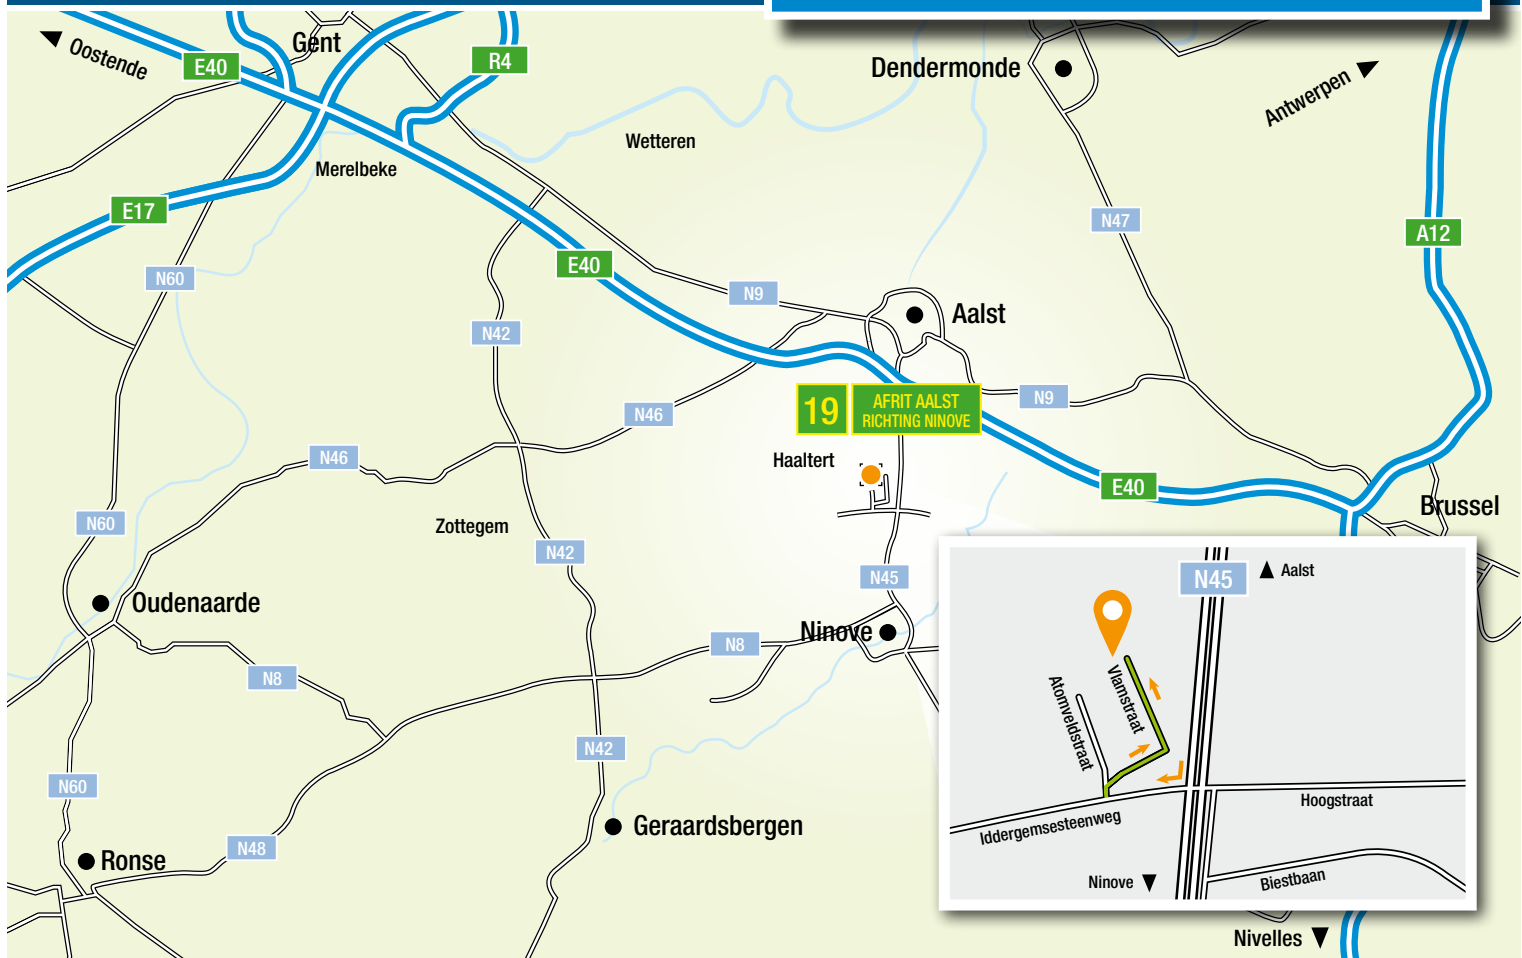 Gent
Oostende
E40
R4
Dendermonde
Antwerpen
Wetteren
Merelbeke
E17
N47
A12
E40
N60
N9
Aalst
N42
19
AFRIT AALST
RICHTING NINOVE
N9
N46
N46
Haaltert
E40
Brussel
N60
Zottegem
N42
N45
Oudenaarde
Ninove
N8
N8
N42
N60
Geraardsbergen
N48
Ronse
N45
Aalst
Vlamstraat
Atomveldstraat
Hoogstraat
Iddergemsesteenweg
Ninove
Biestbaan
Nivelles